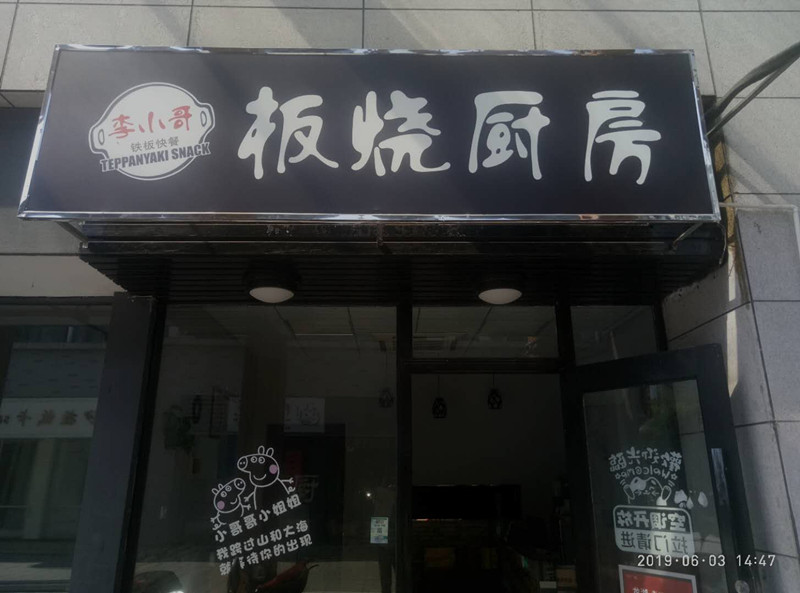 李小哥
铁板快餐
TEPPANYAKI SNACK
板烧厨房
小哥哥小姐姐
我跨过山和大海
就等待你的出现
欢迎光临
Welcome
空调开放
拉门请进
2019·06·03 14:47